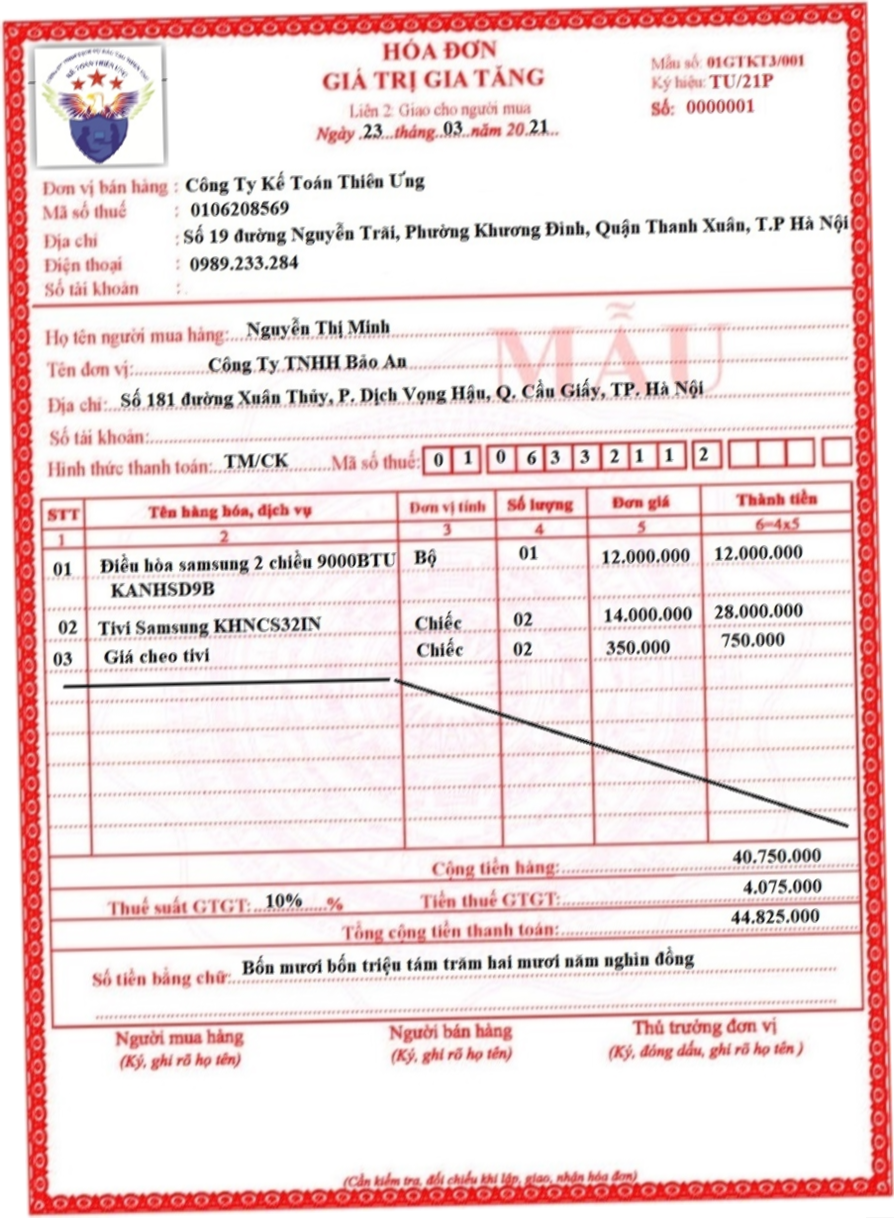 HÓA ĐƠN
GIÁ TRỊ GIA TĂNG
Liên 2: Giao cho người mua
Ngày .23...tháng..03.năm 20.21..
Mẫu số: 01GTKT3/001
Ký hiệu: TU/21P
Số: 0000001
KẾ TOÁN THIÊN ƯNG
Đơn vị bán hàng : Công Ty Kế Toán Thiên Ưng
Mã số thuế : 0106208569
Địa chỉ : Số 19 đường Nguyễn Trãi, Phường Khương Đình, Quận Thanh Xuân, T.P Hà Nội
Điện thoại : 0989.233.284
Số tài khoản :
MẪU
Họ tên người mua hàng: Nguyễn Thị Minh
Tên đơn vị: Công Ty TNHH Bảo An
Địa chỉ: Số 181 đường Xuân Thủy, P. Dịch Vọng Hậu, Q. Cầu Giấy, TP. Hà Nội
Số tài khoản:
Hình thức thanh toán: TM/CK Mã số thuế: 0 1 0 6 3 3 2 1 1 2
STT Tên hàng hóa, dịch vụ Đơn vị tính Số lượng Đơn giá Thành tiền
1 2 3 4 5 6=4x5
01 Điều hòa samsung 2 chiều 9000BTU Bộ 01 12.000.000 12.000.000
KANHSD9B
02 Tivi Samsung KHNCS32IN Chiếc 02 14.000.000 28.000.000
03 Giá cheo tivi Chiếc 02 350.000 750.000
Cộng tiền hàng: 40.750.000
Thuế suất GTGT: 10% % Tiền thuế GTGT: 4.075.000
Tổng cộng tiền thanh toán: 44.825.000
Số tiền bằng chữ: Bốn mươi bốn triệu tám trăm hai mươi năm nghìn đồng
Người mua hàng Người bán hàng Thủ trưởng đơn vị
(Ký, ghi rõ họ tên) (Ký, ghi rõ họ tên) (Ký, đóng dấu, ghi rõ họ tên )
(Cần kiểm tra, đối chiếu khi lập, giao, nhận hóa đơn)